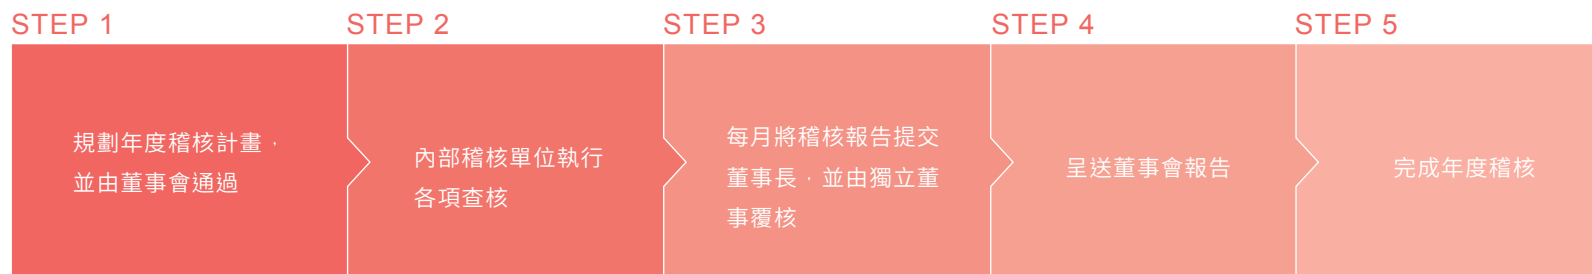 STEP 1
規劃年度稽核計畫，
並由董事會通過
STEP 2
內部稽核單位執行
各項查核
STEP 3
每月將稽核報告提交
董事長，並由獨立董
事覆核
STEP 4
呈送董事會報告
STEP 5
完成年度稽核